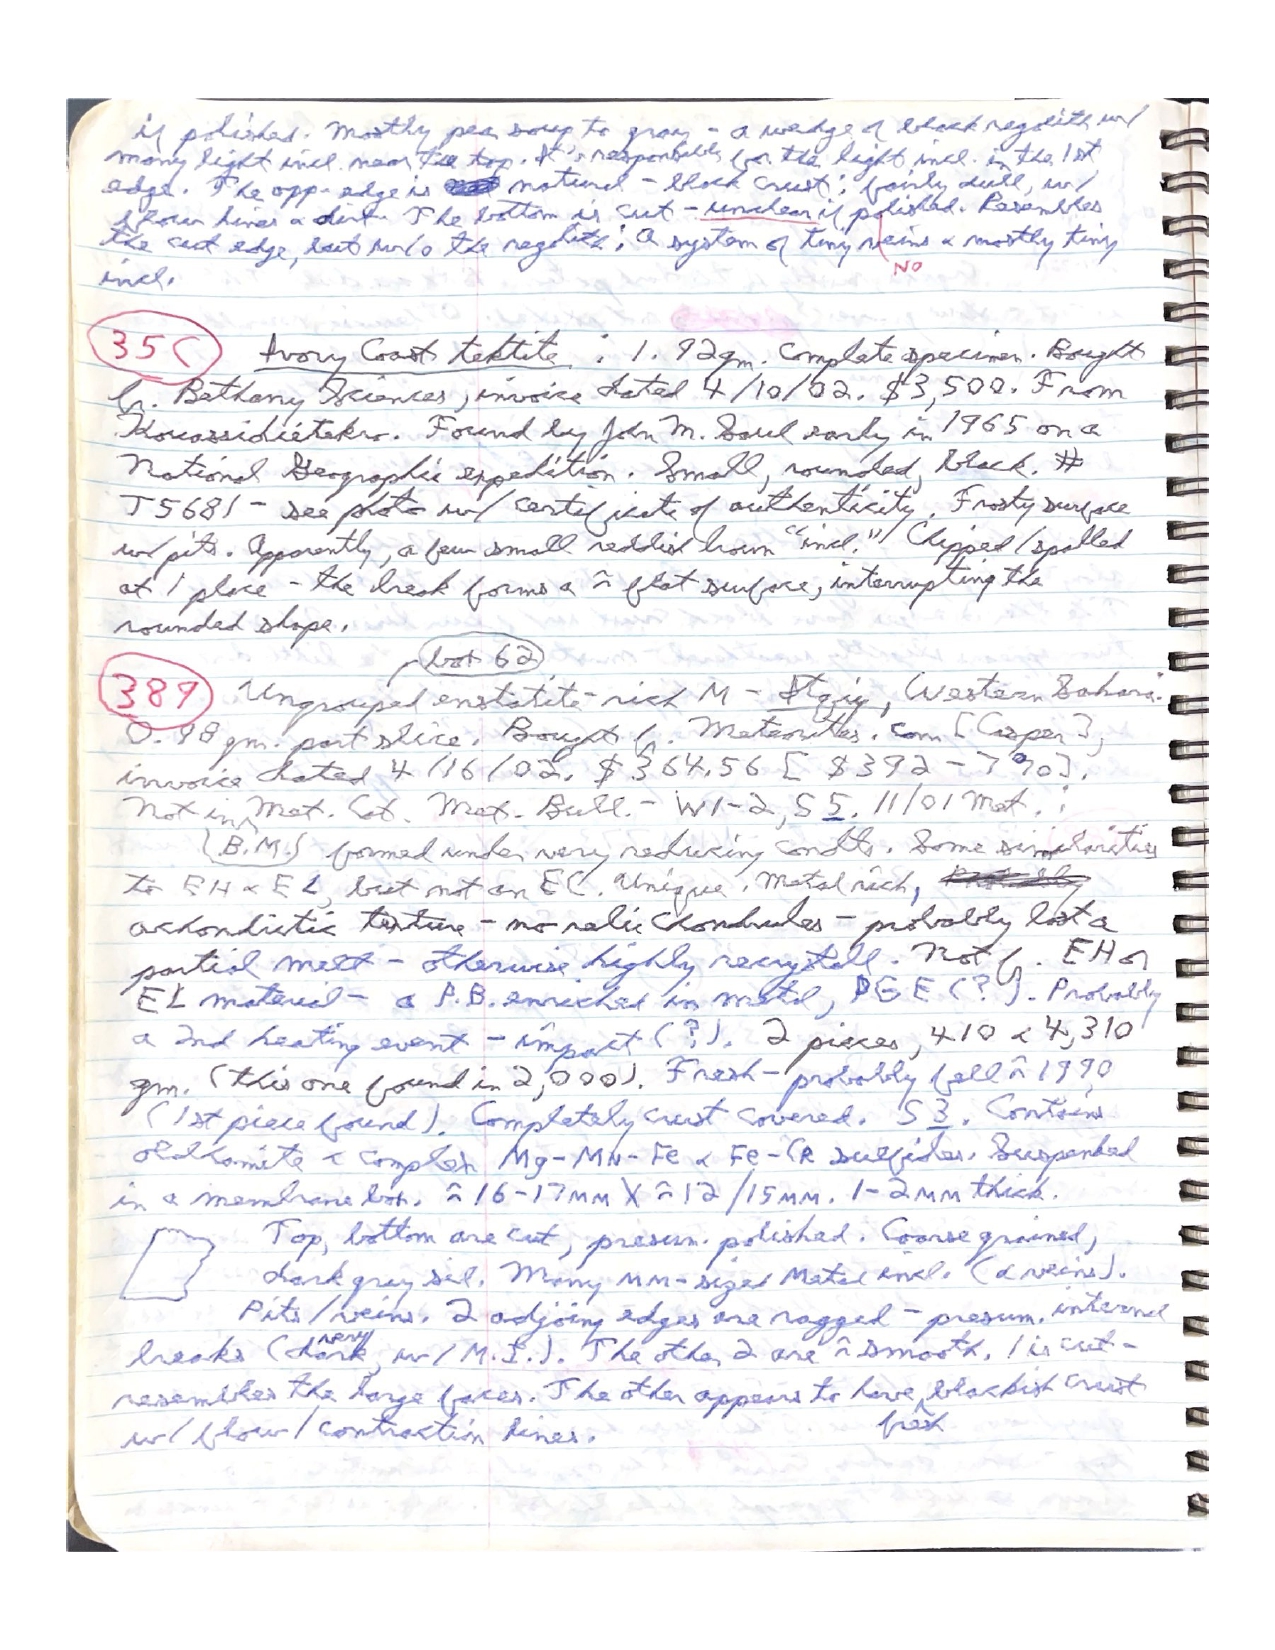 if polished. Mostly pea soup to gray - a wedge of black regolith w/
many light incl. near the top. It's responsible for the light incl. in the 1st
edge. The opp. edge is natural - black crust; fairly dull, w/
flow lines & dirt. The bottom is cut - unclear if polished. Resembles
the cut edge, but w/o the regolith; a system of tiny veins & mostly tiny
NO
incl.
35C Ivory Coast tektite : 1.92gm. Complete specimen. Bought
fr. Bethany Sciences, invoice dated 4/10/02. $3,500. From
Kouassidietekro. Found by John M. Saul early in 1965 on a
National Geographic expedition. Small, rounded, black. #
J5681 - see photo w/ certificate of authenticity. Frosty surface
w/ pits. Apparently, a few small reddish brown "incl." Chipped/spalled
at 1 place - the break forms a ≈ flat surface, interrupting the
rounded shape.
bot 62
389 Ungrouped enstatite-rich M - Itqiy, Western Sahara.
0.98 gm. part slice. Bought f. Meteorites.com [Casper],
invoice dated 4/16/02. $364.56 [$392 - 7%].
Not in Met. Cat. Met. Bull. - W1-2, S5. 11/01 Met. :
(B.M.) formed under very reducing condts. Some similarities
to EH & EL, but not an EC. Unique. Metal rich,
achondritic texture - no relic chondrules - probably lost a
partial melt - otherwise highly recrystall. Not f. EH or
EL material - a P.B. enriched in metal, PGE (?). Probably
a 2nd heating event - impact (?). 2 pieces, 410 & 4,310
gm. (this one found in 2,000). Fresh - probably fell ≈ 1990
(1st piece found). Completely crust covered. S3. Contains
oldhamite & complex Mg-Mn-Fe & Fe-Cr sulfides. Suspended
in a membrane box. ≈ 16-17mm X ≈ 12/15mm. 1-2mm thick.
Top, bottom are cut, presum. polished. Coarse grained,
dark gray sil. Many mm-sized metal incl. (& veins).
Pits/veins. 2 adjoing edges are ragged - presum. internal
very
breaks (dark, w/ M.I.). The other 2 are ≈ smooth. 1 is cut -
resembles the large faces. The other appears to have blackish crust
w/ flow/contraction lines. fresh